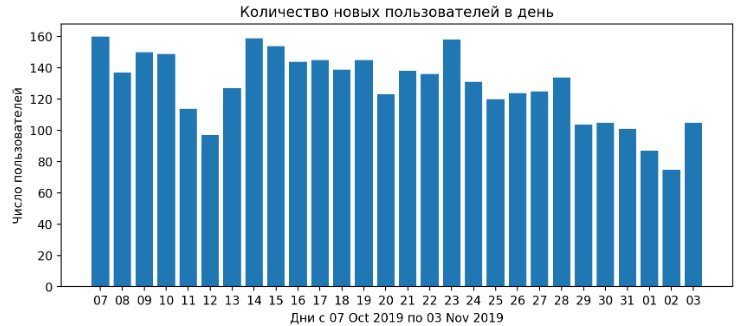 Количество новых пользователей в день
Число пользователей
160
140
120
100
80
60
40
20
0
07 08 09 10 11 12 13 14 15 16 17 18 19 20 21 22 23 24 25 26 27 28 29 30 31 01 02 03
Дни с 07 Oct 2019 по 03 Nov 2019